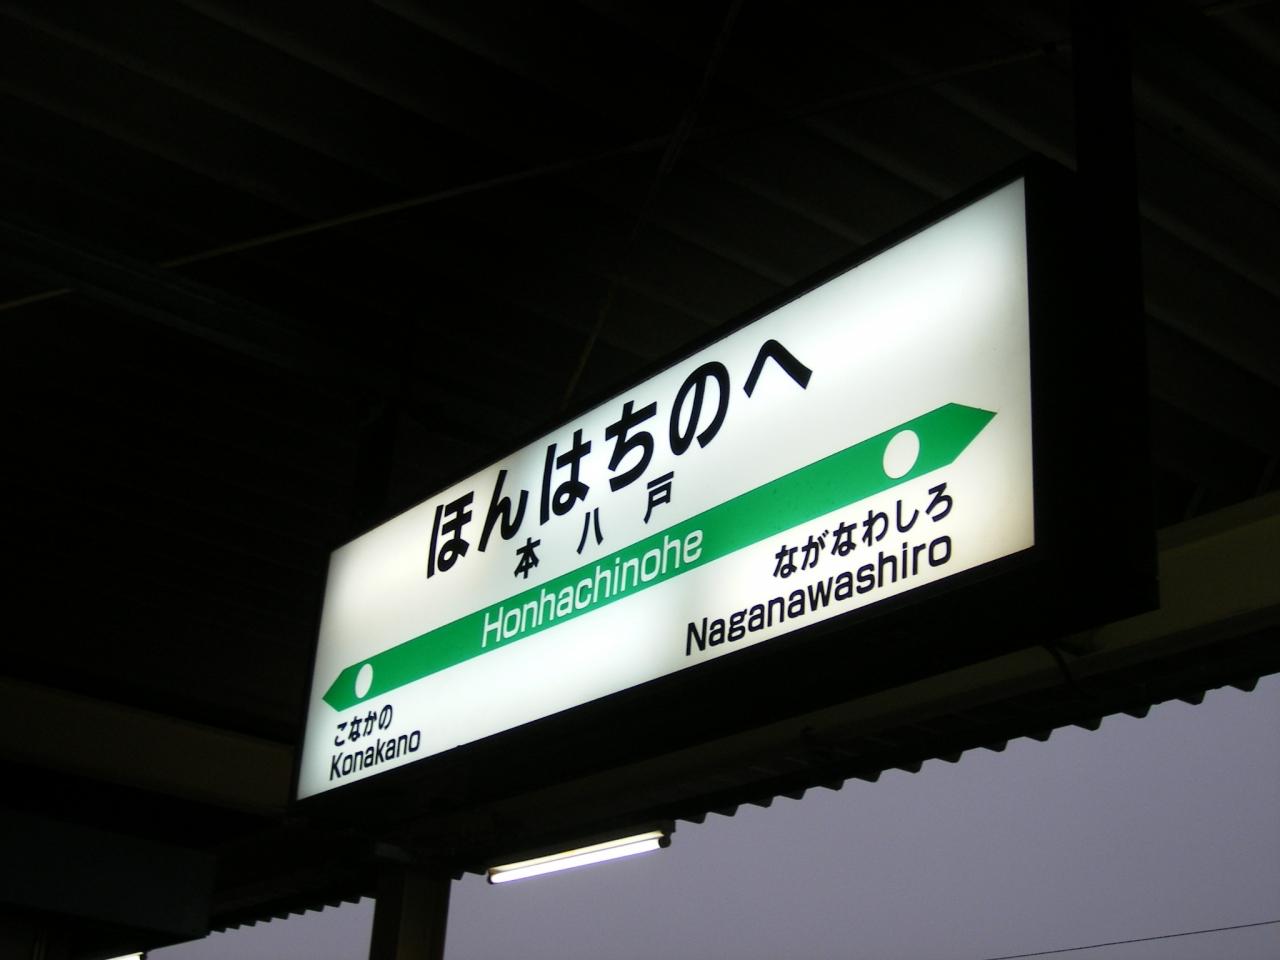 ほんはちのへ
本八戸
Honhachinohe
こなかの
Konakano
ながなわしろ
Naganawashiro